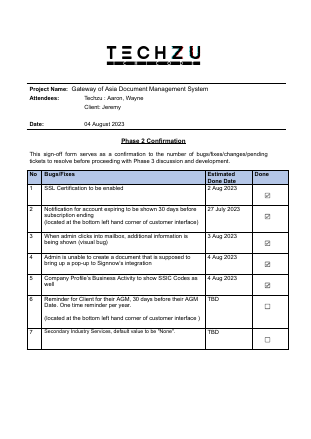 TECHZU
Project Name: Gateway of Asia Document Management System
Attendees: Techzu : Aaron, Wayne
Client: Jeremy
Date: 04 August 2023
Phase 2 Confirmation
This sign-off form serves as a confirmation to the number of bugs/fixes/changes/pending
tickets to resolve before proceeding with Phase 3 discussion and development.
No Bugs/Fixes Estimated Done Date Done
1 SSL Certification to be enabled 2 Aug 2023 ☑
2 Notification for account expiring to be shown 30 days before 27 July 2023 ☑
subscription ending
(located at the bottom left hand corner of customer interface)
3 When admin clicks into mailbox, additional information is 3 Aug 2023 ☑
being shown (visual bug)
4 Admin is unable to create a document that is supposed to 4 Aug 2023 ☑
bring up a pop-up to Signnow's integration
5 Company Profile's Business Activity to show SSIC Codes as 4 Aug 2023 ☑
well
6 Reminder for Client for their AGM, 30 days before their AGM TBD ☐
Date. One time reminder per year.
(located at the bottom left hand corner of customer interface )
7 Secondary Industry Services, default value to be "None". TBD ☐